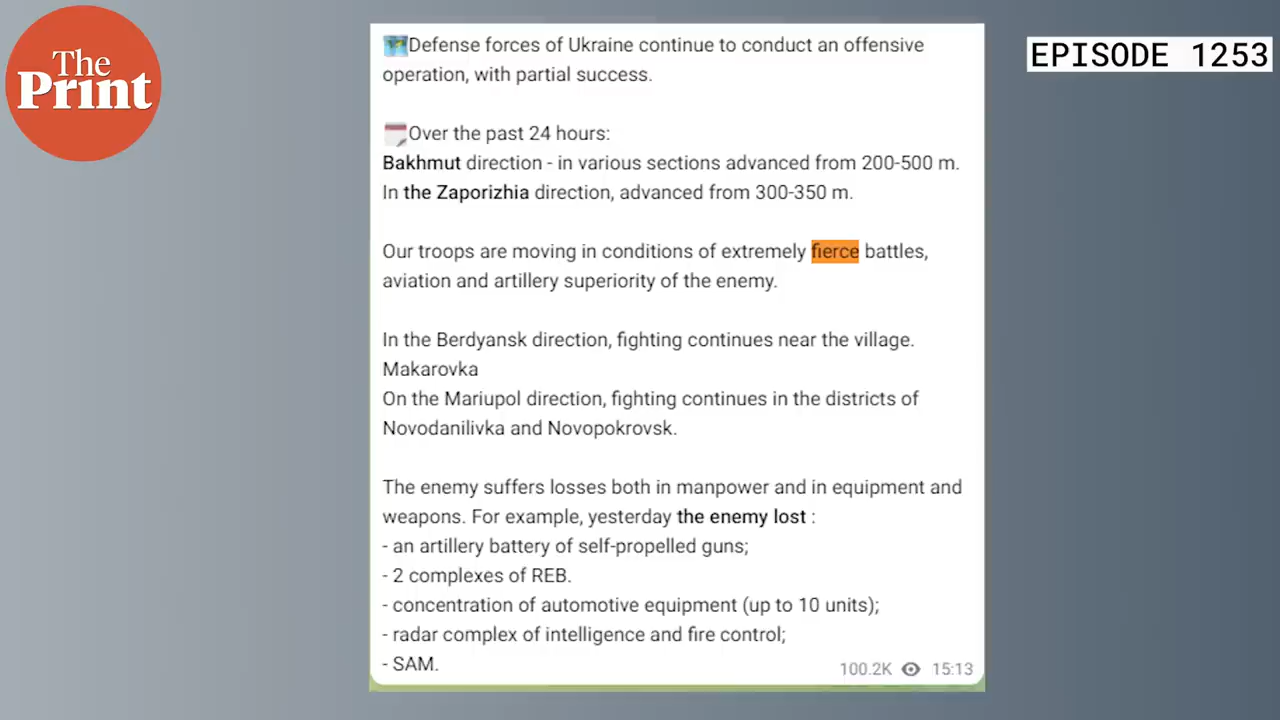 The
Print
EPISODE 1253
Defense forces of Ukraine continue to conduct an offensive
operation, with partial success.
Over the past 24 hours:
Bakhmut direction - in various sections advanced from 200-500 m.
In the Zaporizhia direction, advanced from 300-350 m.
Our troops are moving in conditions of extremely fierce battles,
aviation and artillery superiority of the enemy.
In the Berdyansk direction, fighting continues near the village.
Makarovka
On the Mariupol direction, fighting continues in the districts of
Novodanilivka and Novopokrovsk.
The enemy suffers losses both in manpower and in equipment and
weapons. For example, yesterday the enemy lost :
- an artillery battery of self-propelled guns;
- 2 complexes of REB.
- concentration of automotive equipment (up to 10 units);
- radar complex of intelligence and fire control;
- SAM.
100.2K 15:13